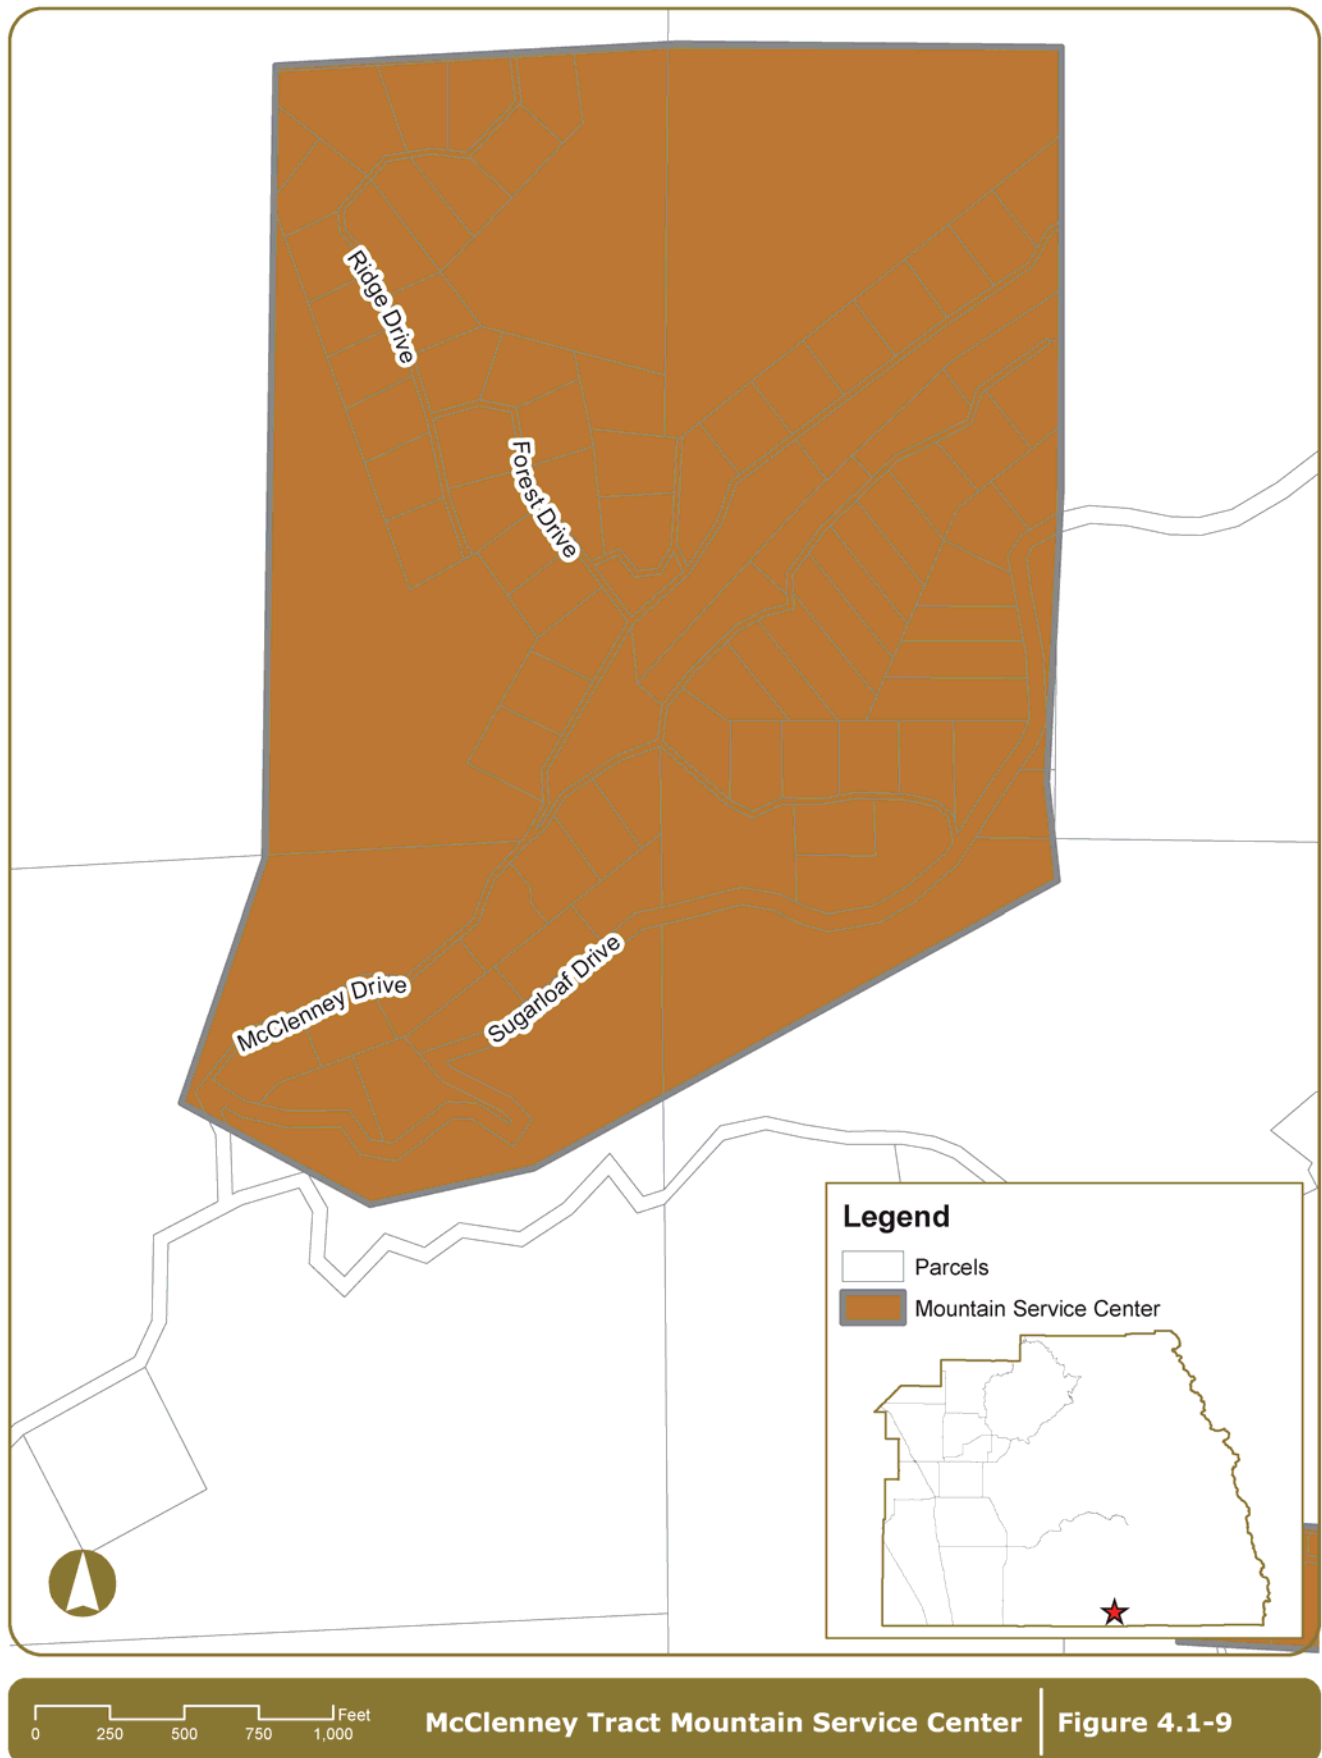 Ridge Drive
Forest Drive
McClenney Drive
Sugarloaf Drive
Legend
Parcels
Mountain Service Center
0 250 500 750 1,000 Feet
McClenney Tract Mountain Service Center
Figure 4.1-9